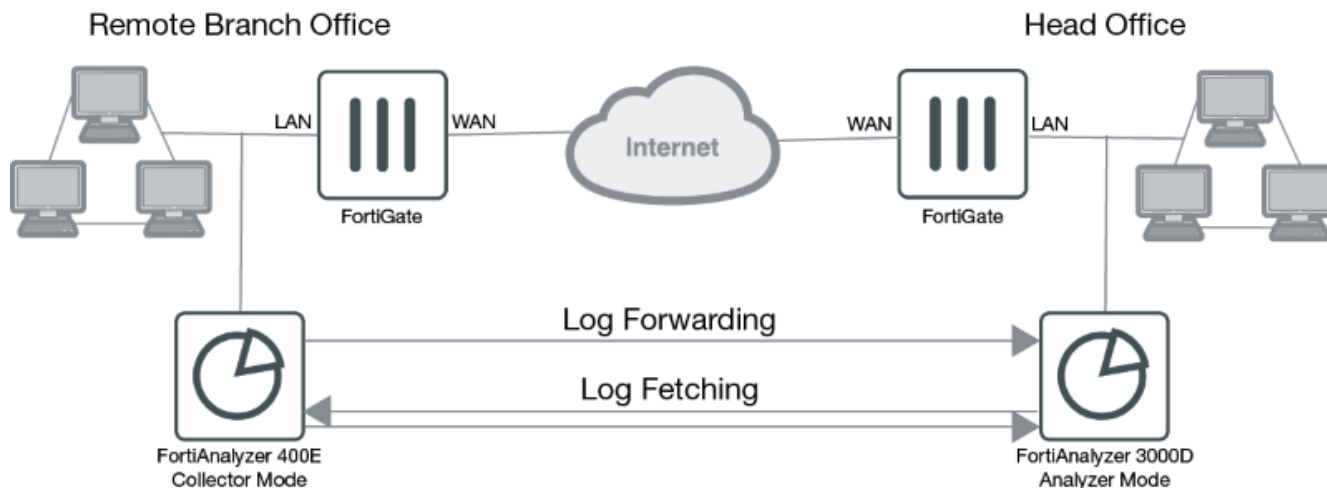 Remote Branch Office
Head Office
LAN
WAN
Internet
WAN
LAN
FortiGate
FortiGate
Log Forwarding
Log Fetching
FortiAnalyzer 400E
Collector Mode
FortiAnalyzer 3000D
Analyzer Mode